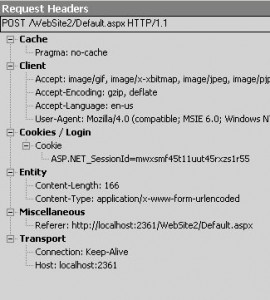 Request Headers
POST /WebSite2/Default.aspx HTTP/1.1
Cache
Pragma: no-cache
Client
Accept: image/gif, image/x-xbitmap, image/jpeg, image/pjp
Accept-Encoding: gzip, deflate
Accept-Language: en-us
User-Agent: Mozilla/4.0 (compatible; MSIE 6.0; Windows N
Cookies / Login
Cookie
ASP.NET_SessionId=mwxsmf45t11uut45rxzs1r55
Entity
Content-Length: 166
Content-Type: application/x-www-form-urlencoded
Miscellaneous
Referer: http://localhost:2361/WebSite2/Default.aspx
Transport
Connection: Keep-Alive
Host: localhost:2361